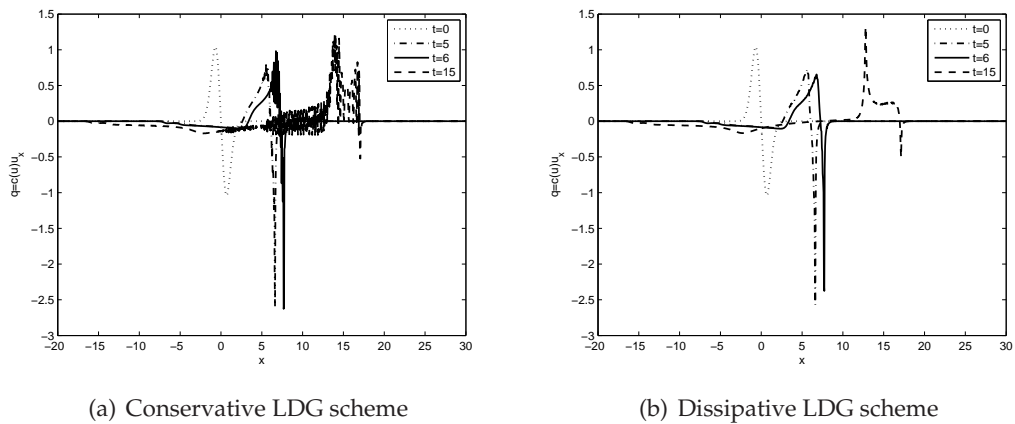 1.5
1
0.5
0
−0.5
−1
−1.5
−2
−2.5
−3
q=c(u)u_x
−20 −15 −10 −5 0 5 10 15 20 25 30
x
t=0
t=5
t=6
t=15
(a) Conservative LDG scheme
1.5
1
0.5
0
−0.5
−1
−1.5
−2
−2.5
−3
q=c(u)u_x
−20 −15 −10 −5 0 5 10 15 20 25 30
x
t=0
t=5
t=6
t=15
(b) Dissipative LDG scheme